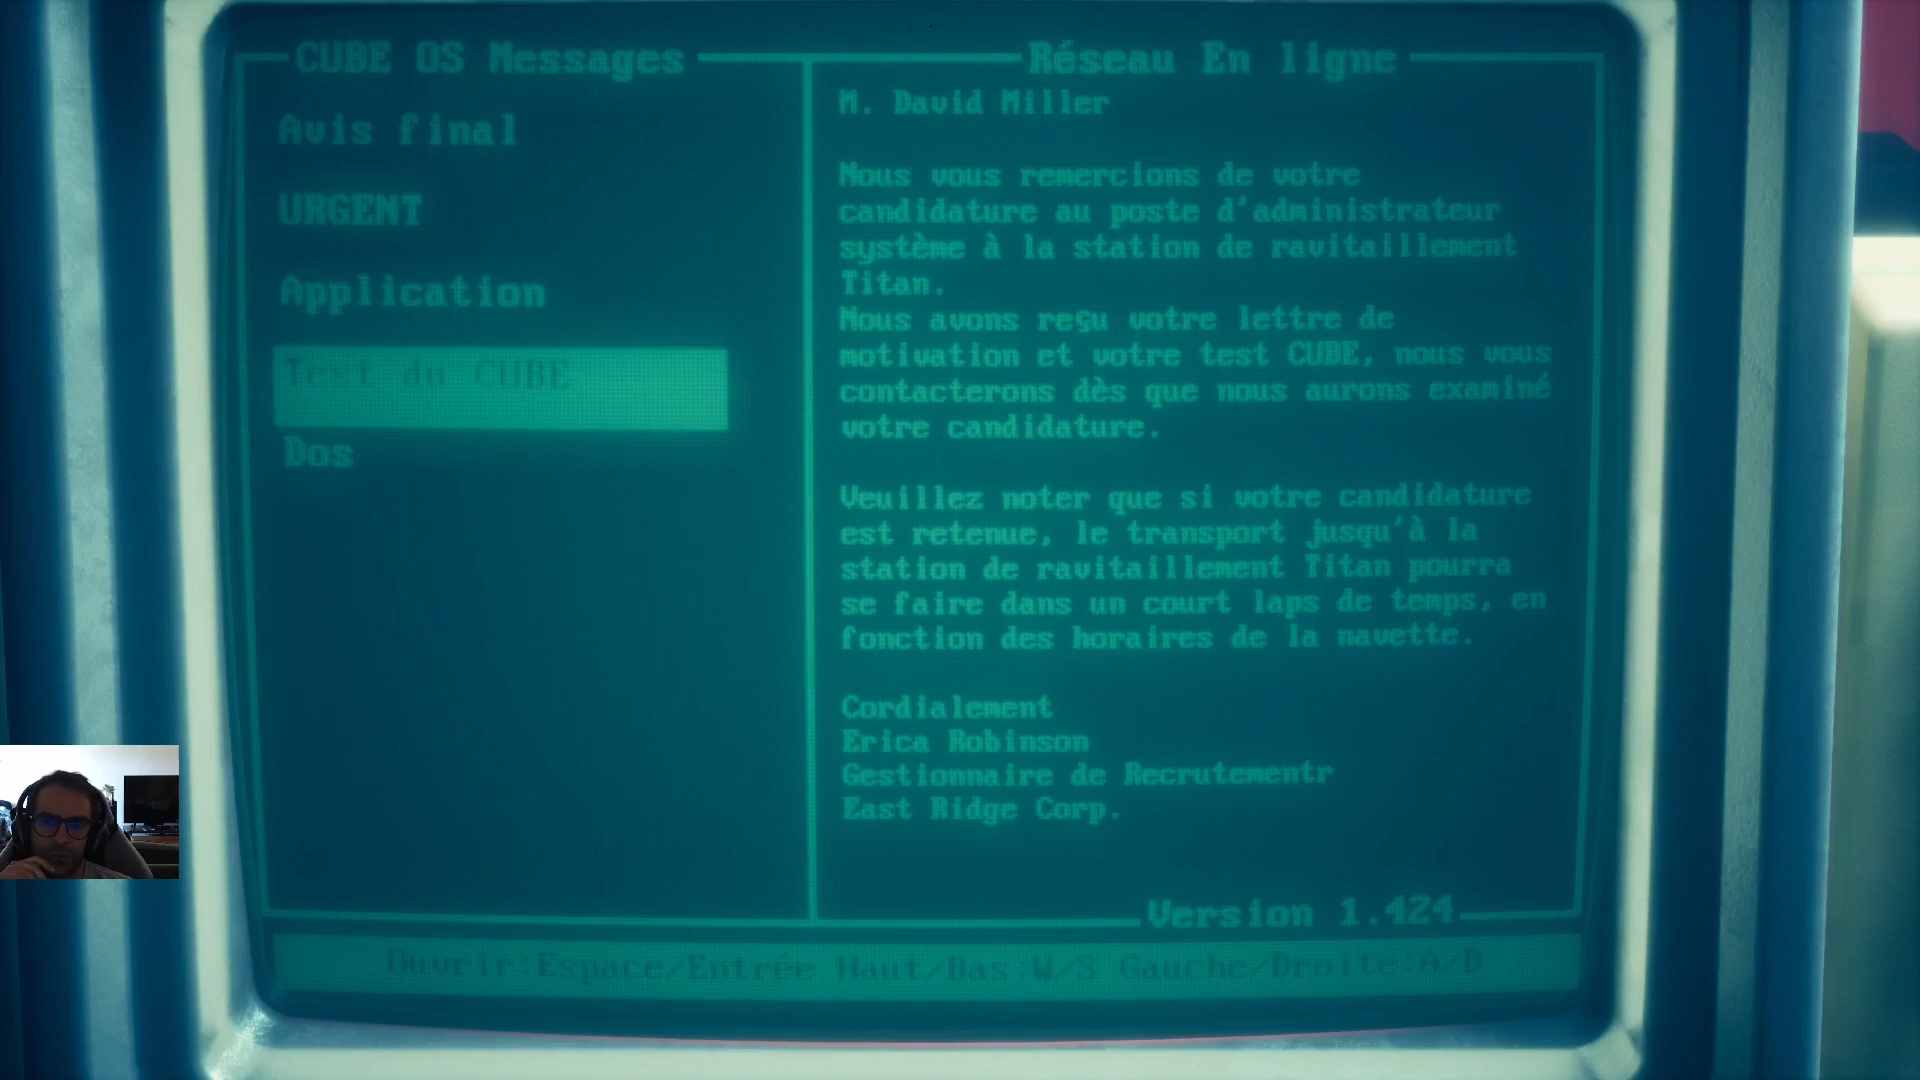 CUBE OS Messages
Avis final
URGENT
Application
Test du CUBE
Dos
Réseau En ligne
M. David Miller
Nous vous remercions de votre
candidature au poste d'administrateur
système à la station de ravitaillement
Titan.
Nous avons reçu votre lettre de
motivation et votre test CUBE, nous vous
contacterons dès que nous aurons examiné
votre candidature.
Veuillez noter que si votre candidature
est retenue, le transport jusqu'à la
station de ravitaillement Titan pourra
se faire dans un court laps de temps, en
fonction des horaires de la navette.
Cordialement
Erica Robinson
Gestionnaire de Recrutementr
East Ridge Corp.
Version 1.424
Ouvrir:Espace/Entrée Haut/Bas:W/S Gauche/Droite:A/D